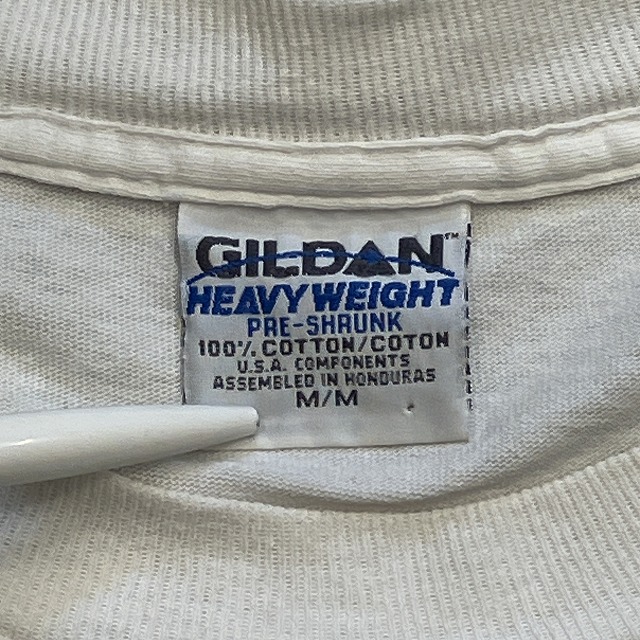 GILDAN™
HEAVYWEIGHT
PRE-SHRUNK
100% COTTON/COTON
U.S.A. COMPONENTS
ASSEMBLED IN HONDURAS
M/M